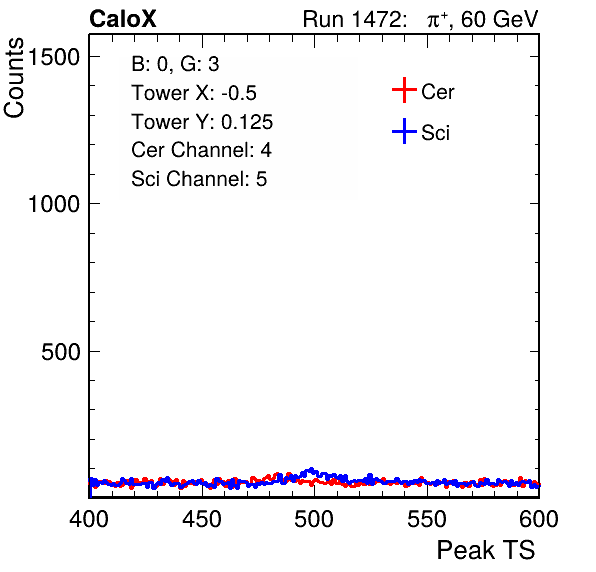 CaloX Run 1472: π+, 60 GeV
Counts
1500
1000
500
B: 0, G: 3
Tower X: -0.5
Tower Y: 0.125
Cer Channel: 4
Sci Channel: 5
Cer
Sci
400 450 500 550 600
Peak TS